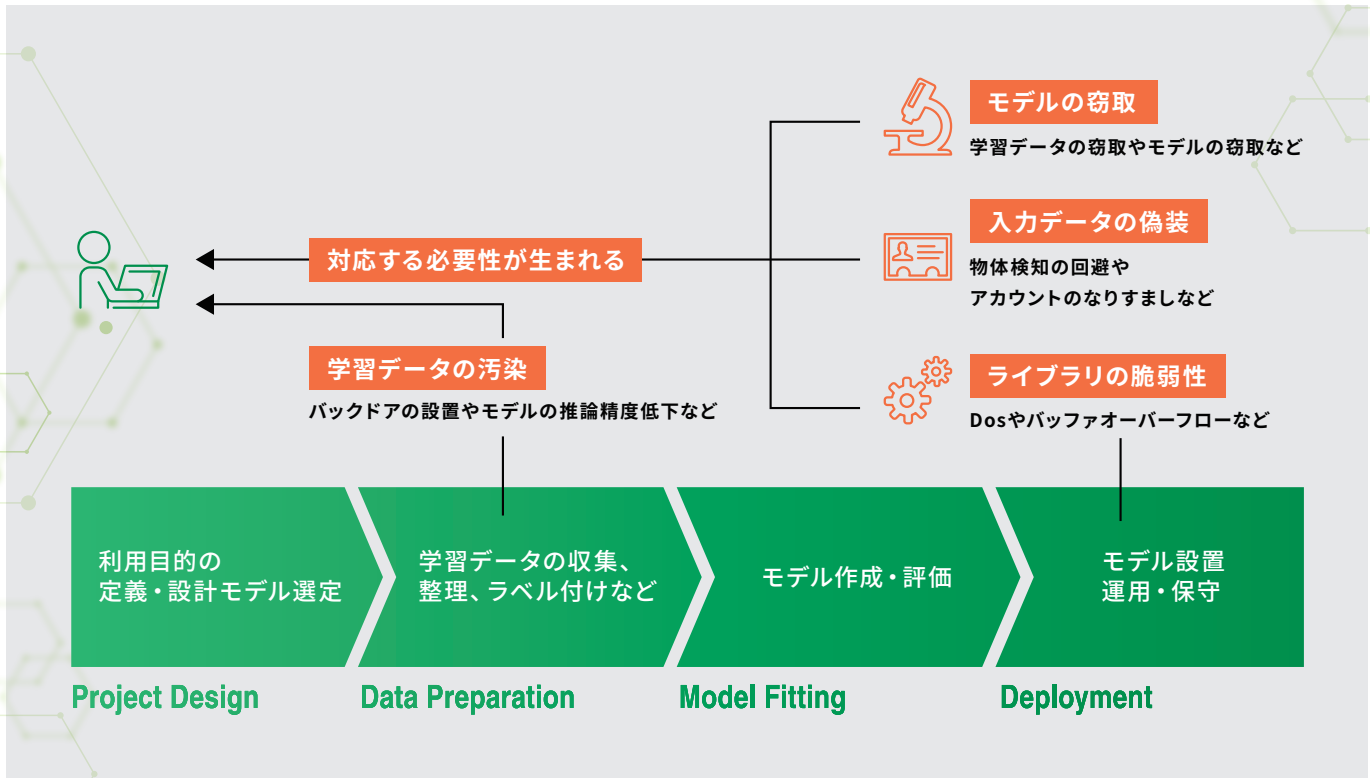 モデルの窃取
学習データの窃取やモデルの窃取など
入力データの偽装
物体検知の回避や
アカウントのなりすましなど
対応する必要性が生まれる
学習データの汚染
バックドアの設置やモデルの推論精度低下など
ライブラリの脆弱性
Dosやバッファオーバーフローなど
利用目的の
定義・設計モデル選定
学習データの収集、
整理、ラベル付けなど
モデル作成・評価
モデル設置
運用・保守
Project Design
Data Preparation
Model Fitting
Deployment